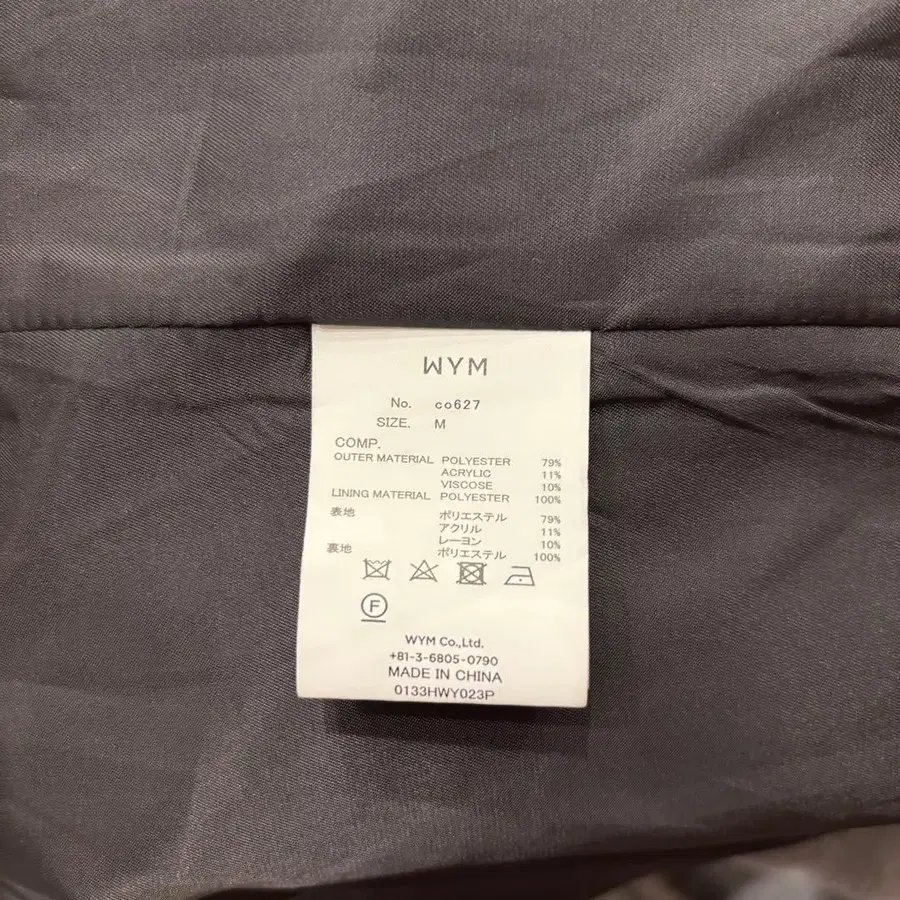 WYM
No. co627
SIZE. M
COMP.
OUTER MATERIAL POLYESTER 79%
ACRYLIC 11%
VISCOSE 10%
LINING MATERIAL POLYESTER 100%
表地 ポリエステル 79%
アクリル 11%
レーヨン 10%
裏地 ポリエステル 100%
F
WYM Co.,Ltd.
+81-3-6805-0790
MADE IN CHINA
0133HWY023P